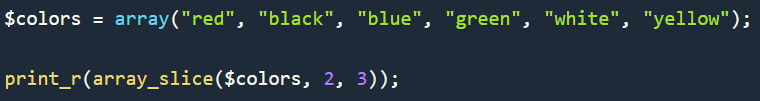 $colors = array("red", "black", "blue", "green", "white", "yellow");
print_r(array_slice($colors, 2, 3));